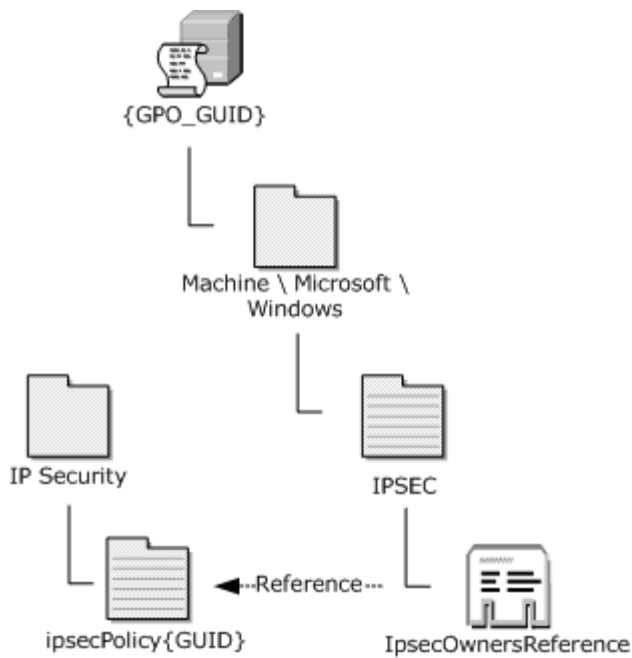 {GPO_GUID}
Machine \ Microsoft \
Windows
IP Security
IPSEC
Reference
ipsecPolicy{GUID}
IpsecOwnersReference